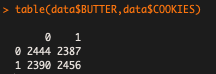 > table(data$BUTTER,data$COOKIES)
0 1
0 2444 2387
1 2390 2456